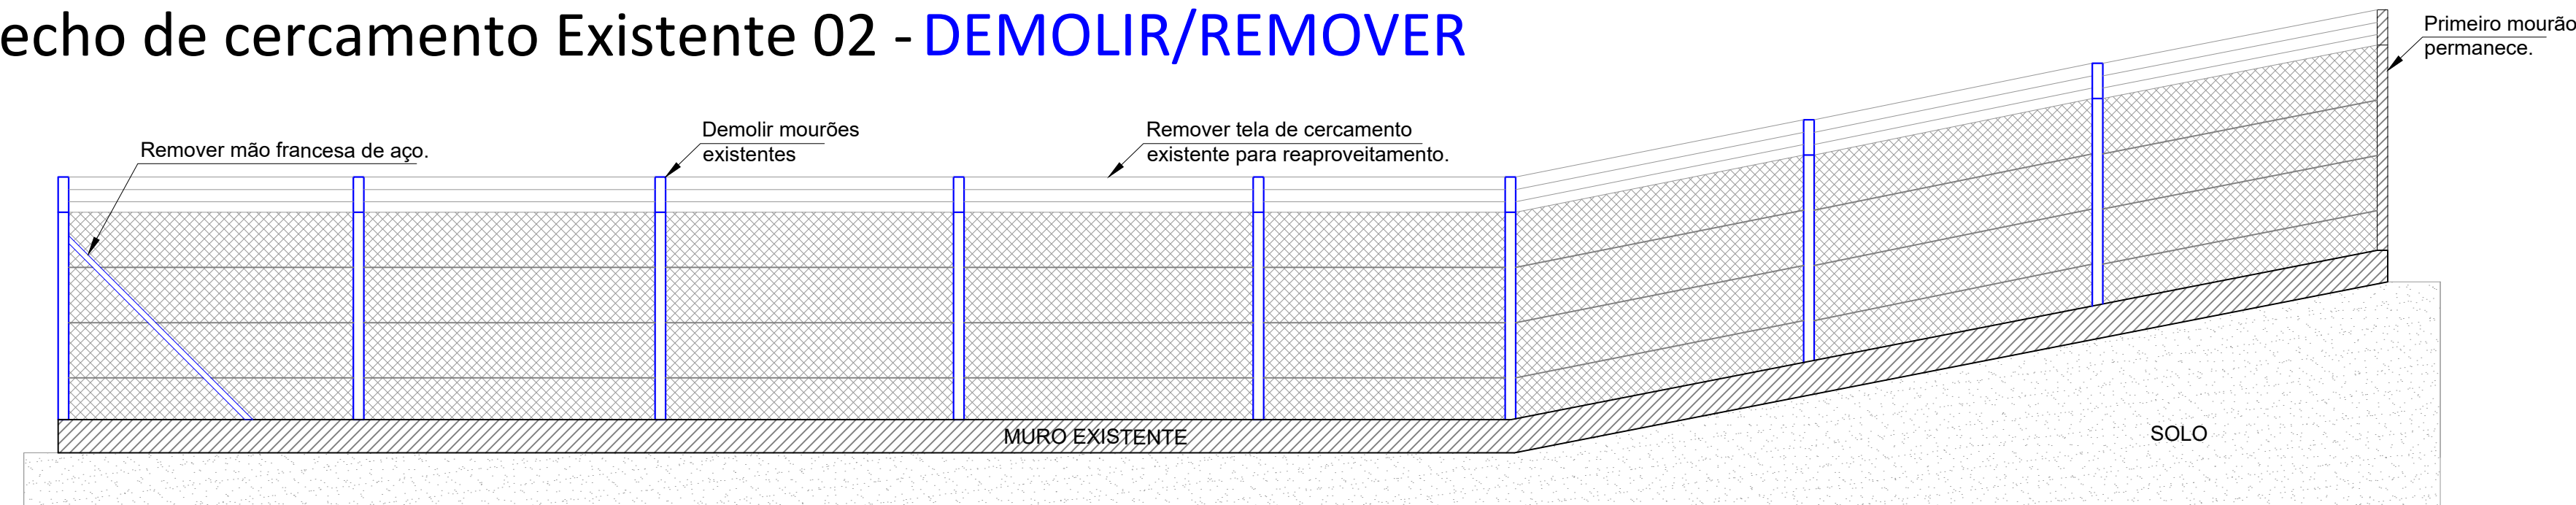 echo de cercamento Existente 02 - DEMOLIR/REMOVER
Primeiro mourão
permanece.
Demolir mourões
existentes
Remover tela de cercamento
existente para reaproveitamento.
Remover mão francesa de aço.
MURO EXISTENTE
SOLO